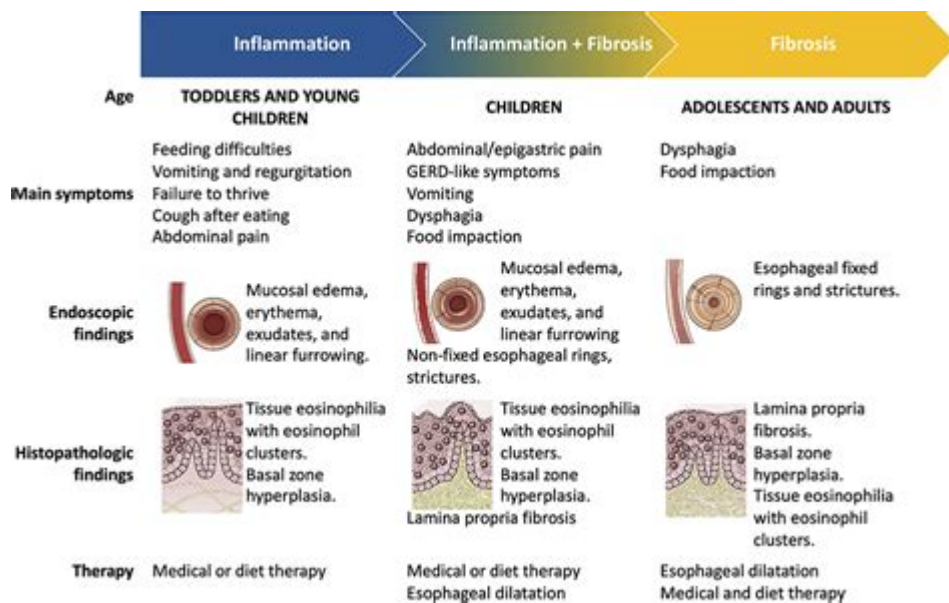 Inflammation
Inflammation + Fibrosis
Fibrosis
Age
TODDLERS AND YOUNG
CHILDREN
CHILDREN
ADOLESCENTS AND ADULTS
Main symptoms
Feeding difficulties
Vomiting and regurgitation
Failure to thrive
Cough after eating
Abdominal pain
Abdominal/epigastric pain
GERD-like symptoms
Vomiting
Dysphagia
Food impaction
Dysphagia
Food impaction
Endoscopic
findings
Mucosal edema,
erythema,
exudates, and
linear furrowing.
Mucosal edema,
erythema,
exudates, and
linear furrowing
Non-fixed esophageal rings,
strictures.
Esophageal fixed
rings and strictures.
Histopathologic
findings
Tissue eosinophilia
with eosinophil
clusters.
Basal zone
hyperplasia.
Tissue eosinophilia
with eosinophil
clusters.
Basal zone
hyperplasia.
Lamina propria fibrosis
Lamina propria
fibrosis.
Basal zone
hyperplasia.
Tissue eosinophilia
with eosinophil
clusters.
Therapy
Medical or diet therapy
Medical or diet therapy
Esophageal dilatation
Esophageal dilatation
Medical and diet therapy